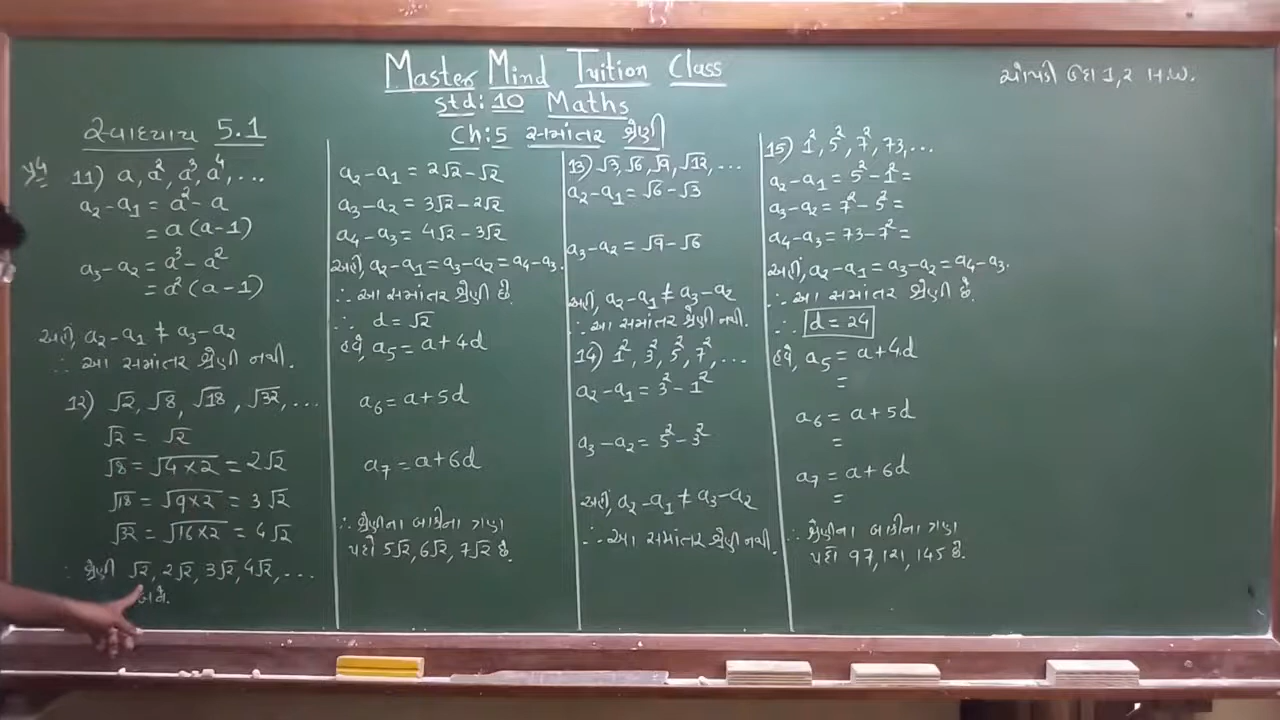 Master Mind Tuition Class
std: 10 Maths
Ch:5 સમાંતર શ્રેણી
ચોપડી ઉદા 1,2 H.W.
સ્વાધ્યાય 5.1
11) a, a², a³, a⁴, ...
a₂-a₁ = a²-a
= a(a-1)
a₃-a₂ = a³-a²
= a²(a-1)
અહીં, a₂-a₁ ≠ a₃-a₂
∴ આ સમાંતર શ્રેણી નથી.
12) √2, √8, √18, √32, ...
√2 = √2
√8 = √4×2 = 2√2
√18 = √9×2 = 3√2
√32 = √16×2 = 4√2
∴ શ્રેણી √2, 2√2, 3√2, 4√2, ...
બને.
a₂-a₁ = 2√2-√2
a₃-a₂ = 3√2-2√2
a₄-a₃ = 4√2-3√2
અહીં, a₂-a₁ = a₃-a₂ = a₄-a₃.
∴ આ સમાંતર શ્રેણી છે.
∴ d = √2
હવે, a₅ = a+4d
a₆ = a+5d
a₇ = a+6d
∴ શ્રેણીના બાકીના ત્રણ
પદો 5√2, 6√2, 7√2 છે.
13) √3, √6, √9, √12, ...
a₂-a₁ = √6-√3
a₃-a₂ = √9-√6
અહીં, a₂-a₁ ≠ a₃-a₂
∴ આ સમાંતર શ્રેણી નથી.
14) 1², 3², 5², 7², ...
a₂-a₁ = 3²-1²
a₃-a₂ = 5²-3²
અહીં, a₂-a₁ ≠ a₃-a₂
∴ આ સમાંતર શ્રેણી નથી.
15) 1², 5², 7², 73, ...
a₂-a₁ = 5²-1² =
a₃-a₂ = 7²-5² =
a₄-a₃ = 73-7² =
અહીં, a₂-a₁ = a₃-a₂ = a₄-a₃.
∴ આ સમાંતર શ્રેણી છે.
∴ d = 24
હવે, a₅ = a+4d
=
a₆ = a+5d
=
a₇ = a+6d
=
∴ શ્રેણીના બાકીના ત્રણ
પદો 97, 121, 145 છે.